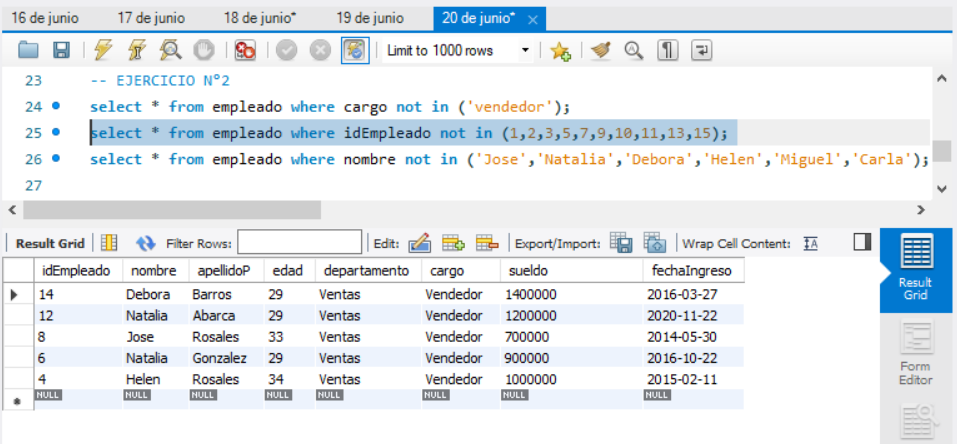 16 de junio 17 de junio 18 de junio* 19 de junio 20 de junio* ×
Limit to 1000 rows
23 -- EJERCICIO Nº2
24 select * from empleado where cargo not in ('vendedor');
25 select * from empleado where idEmpleado not in (1,2,3,5,7,9,10,11,13,15);
26 select * from empleado where nombre not in ('Jose','Natalia','Debora','Helen','Miguel','Carla');
27
Result Grid Filter Rows: Edit: Export/Import: Wrap Cell Content: IA
idEmpleado nombre apellidoP edad departamento cargo sueldo fechaIngreso
14 Debora Barros 29 Ventas Vendedor 1400000 2016-03-27
12 Natalia Abarca 29 Ventas Vendedor 1200000 2020-11-22
8 Jose Rosales 33 Ventas Vendedor 700000 2014-05-30
6 Natalia Gonzalez 29 Ventas Vendedor 900000 2016-10-22
4 Helen Rosales 34 Ventas Vendedor 1000000 2015-02-11
NULL NULL NULL NULL NULL NULL NULL NULL
Result
Grid
Form
Editor